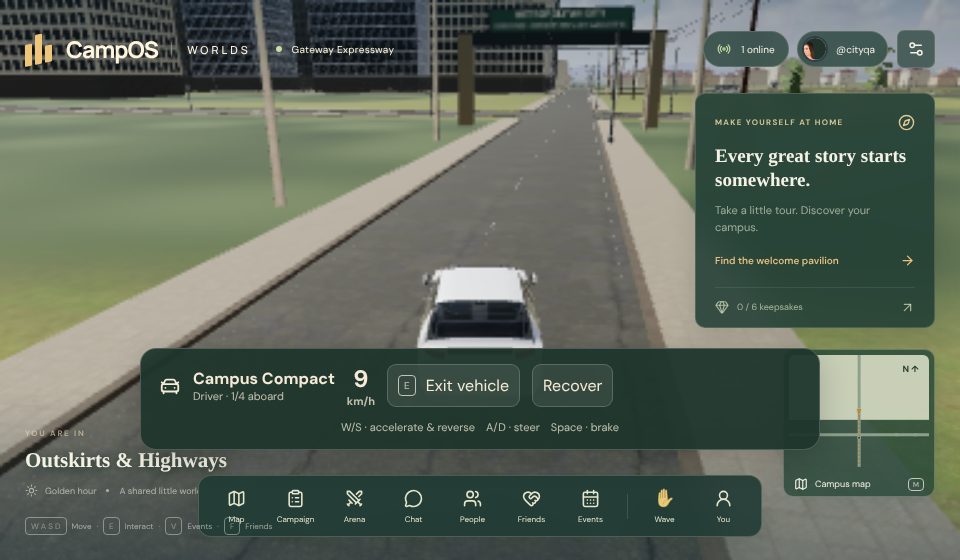 METROPOLITAN CITY
CampOS
WORLDS
Gateway Expressway
1 online
@cityqa
MAKE YOURSELF AT HOME
Every great story starts
somewhere.
Take a little tour. Discover your
campus.
Find the welcome pavilion
0 / 6 keepsakes
Campus Compact
Driver · 1/4 aboard
9
km/h
E Exit vehicle
Recover
W/S · accelerate & reverse A/D · steer Space · brake
N
Campus map M
YOU ARE IN
Outskirts & Highways
Golden hour • A shared little
WASD Move · E Interact · V Events · F Friends
Map
Campaign
Arena
Chat
People
Friends
Events
Wave
You